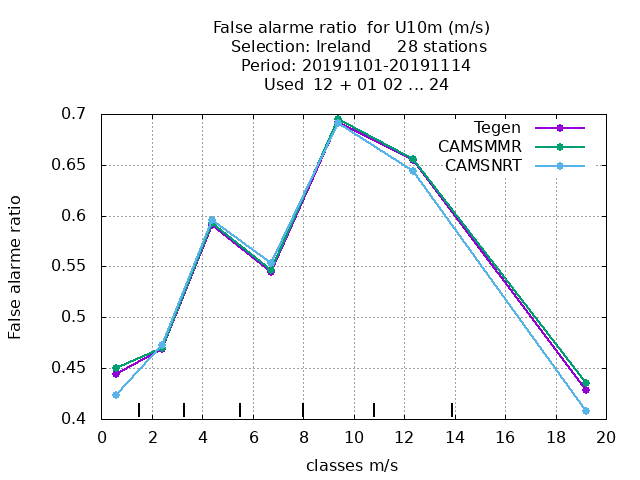 False alarme ratio  for U10m (m/s)
Selection: Ireland     28 stations
Period: 20191101-20191114
Used  12 + 01 02 ... 24
False alarme ratio
0.7
0.65
0.6
0.55
0.5
0.45
0.4
Tegen
CAMSMMR
CAMSNRT
0 2 4 6 8 10 12 14 16 18 20
classes m/s